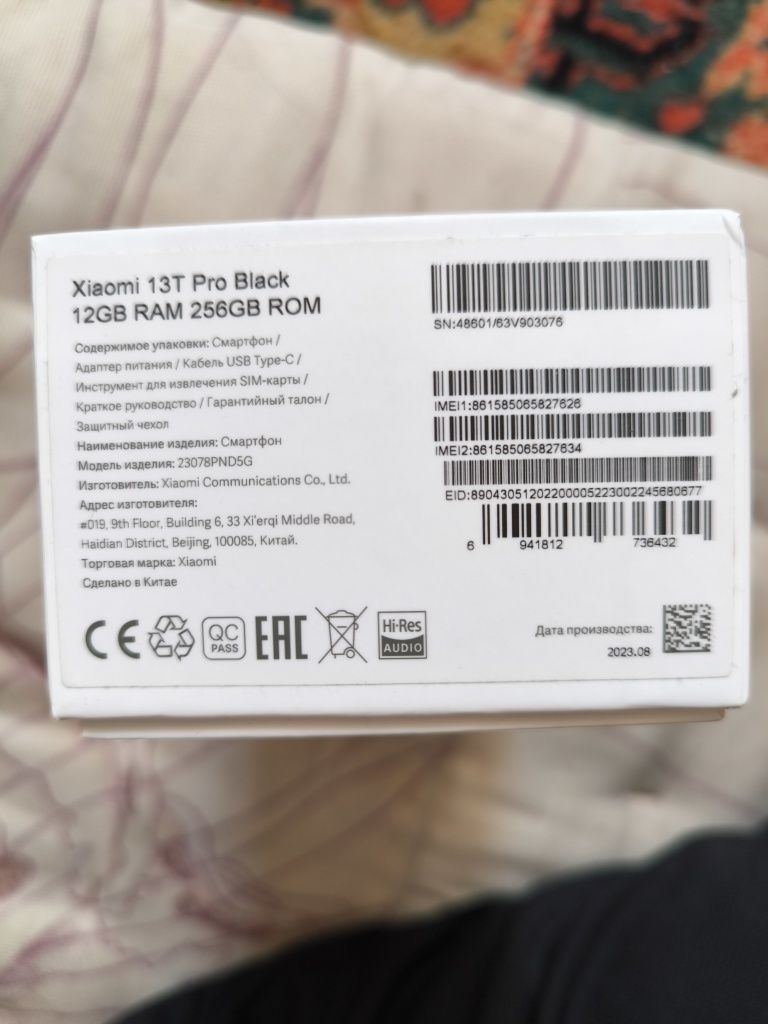 Xiaomi 13T Pro Black
12GB RAM 256GB ROM
Содержимое упаковки: Смартфон /
Адаптер питания / Кабель USB Type-C /
Инструмент для извлечения SIM-карты /
Краткое руководство / Гарантийный талон /
Защитный чехол
Наименование изделия: Смартфон
Модель изделия: 23078PND5G
Изготовитель: Xiaomi Communications Co., Ltd.
Адрес изготовителя:
#019, 9th Floor, Building 6, 33 Xi'erqi Middle Road,
Haidian District, Beijing, 100085, Китай.
Торговая марка: Xiaomi
Сделано в Китае
SN:48601/63V903076
IMEI1:861585065827626
IMEI2:861585065827634
EID:89043051202200005223002245680677
6 941812 736432
CE
QC
PASS
EAC
Hi-Res
AUDIO
Дата производства:
2023.08